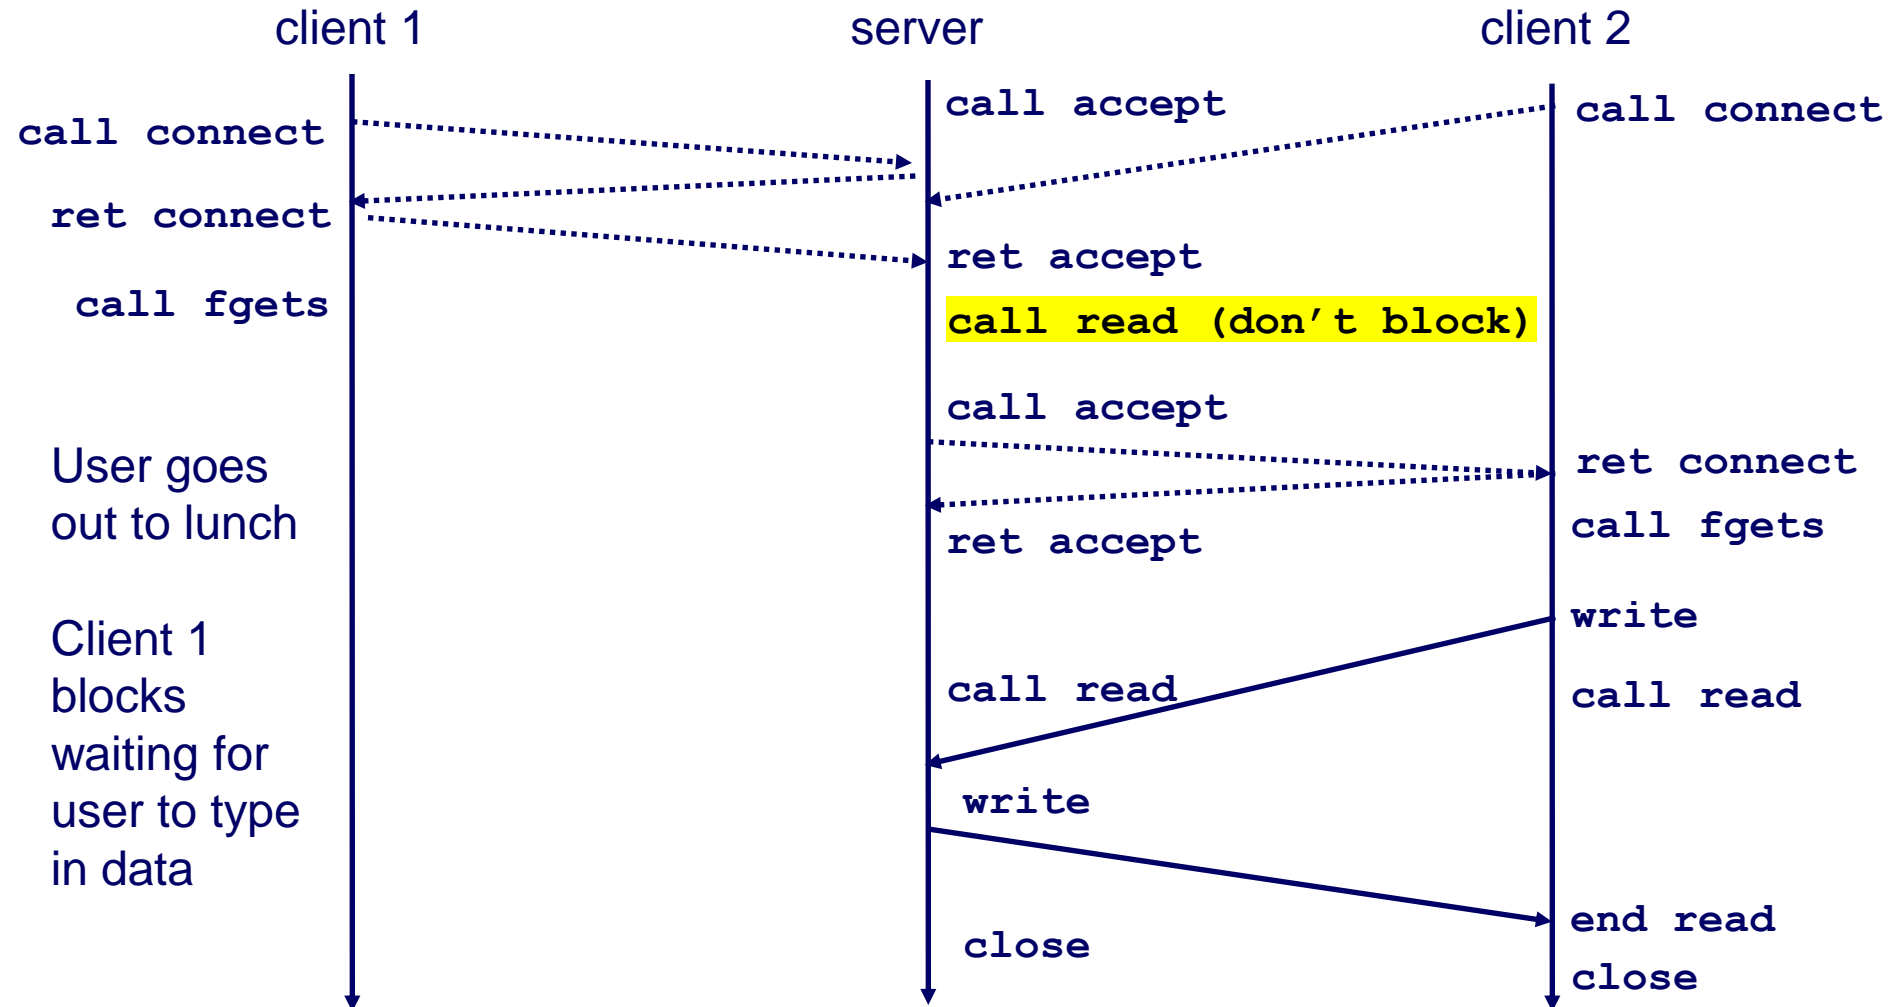 client 1
server
client 2
call accept
call connect
call connect
ret connect
ret accept
call fgets
call read (don’t block)
call accept
User goes
out to lunch
ret connect
call fgets
ret accept
write
Client 1
blocks
waiting for
user to type
in data
call read
call read
write
end read
close
close